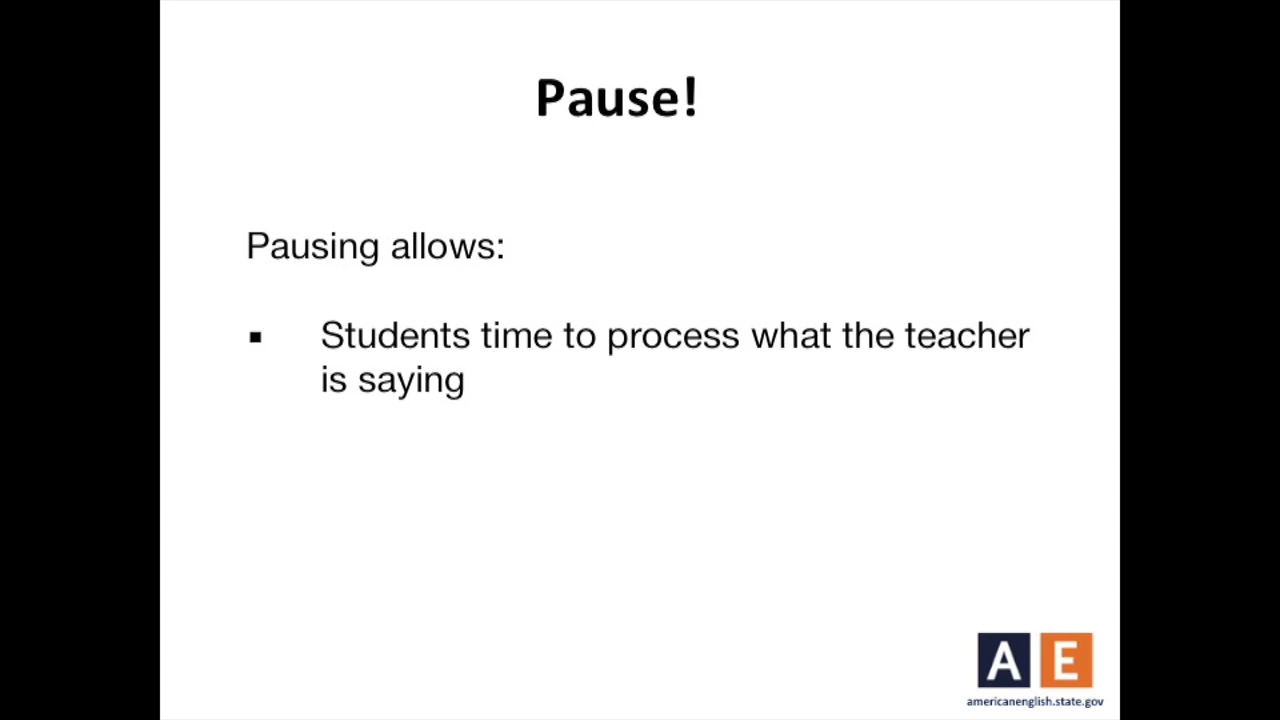 Pause!
Pausing allows:
▪ Students time to process what the teacher
is saying
A E
americanenglish.state.gov